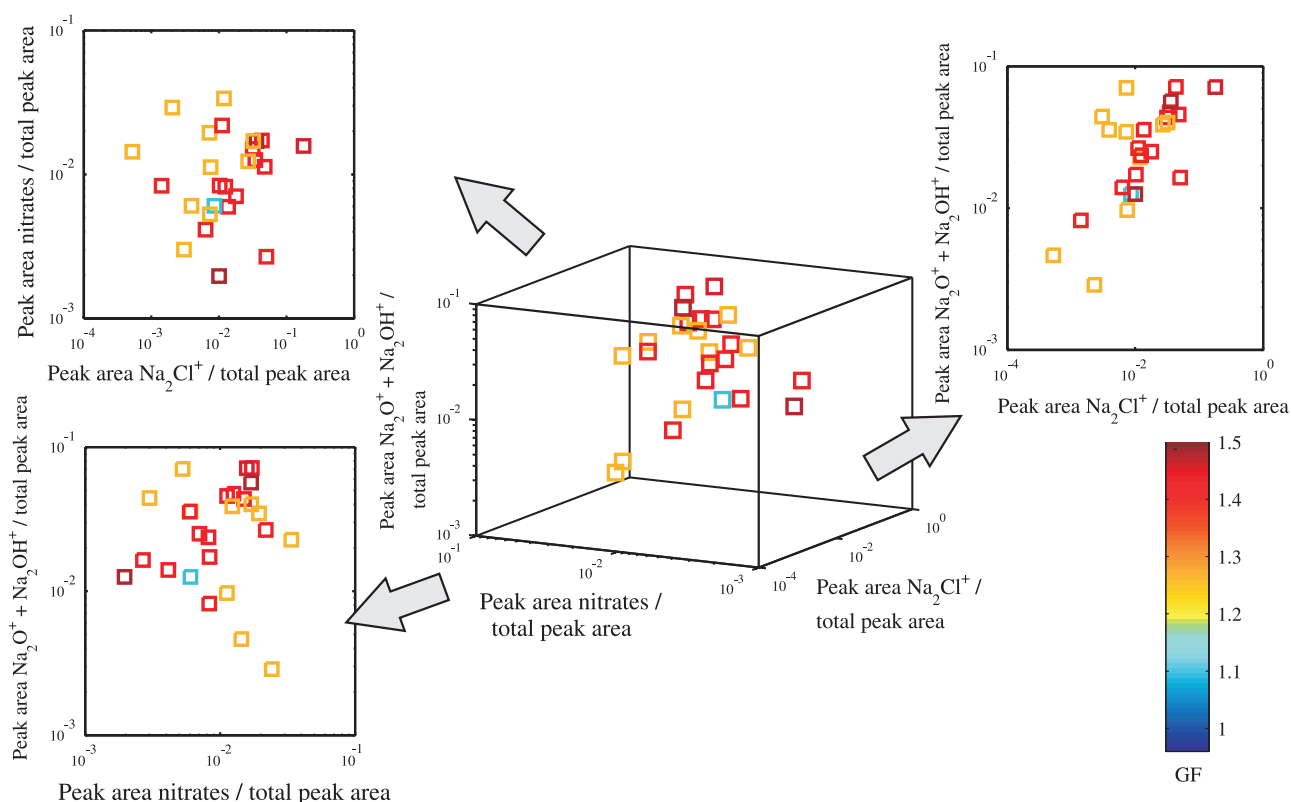 10⁻¹
10⁻²
10⁻³
10⁻⁴
10⁻³
10⁻²
10⁻¹
10⁰
Peak area nitrates / total peak area
Peak area Na₂Cl⁺ / total peak area
10⁻¹
10⁻²
10⁻³
10⁻³
10⁻²
10⁻¹
Peak area Na₂O⁺ + Na₂OH⁺ / total peak area
Peak area nitrates / total peak area
Peak area Na₂O⁺ + Na₂OH⁺ /
total peak area
10⁻¹
10⁻²
10⁻³
10⁻¹
10⁻²
10⁻³
10⁻⁴
10⁻²
10⁰
Peak area nitrates /
total peak area
Peak area Na₂Cl⁺ /
total peak area
10⁻¹
10⁻²
10⁻³
10⁻⁴
10⁻²
10⁰
Peak area Na₂O⁺ + Na₂OH⁺ / total peak area
Peak area Na₂Cl⁺ / total peak area
1.5
1.4
1.3
1.2
1.1
1
GF